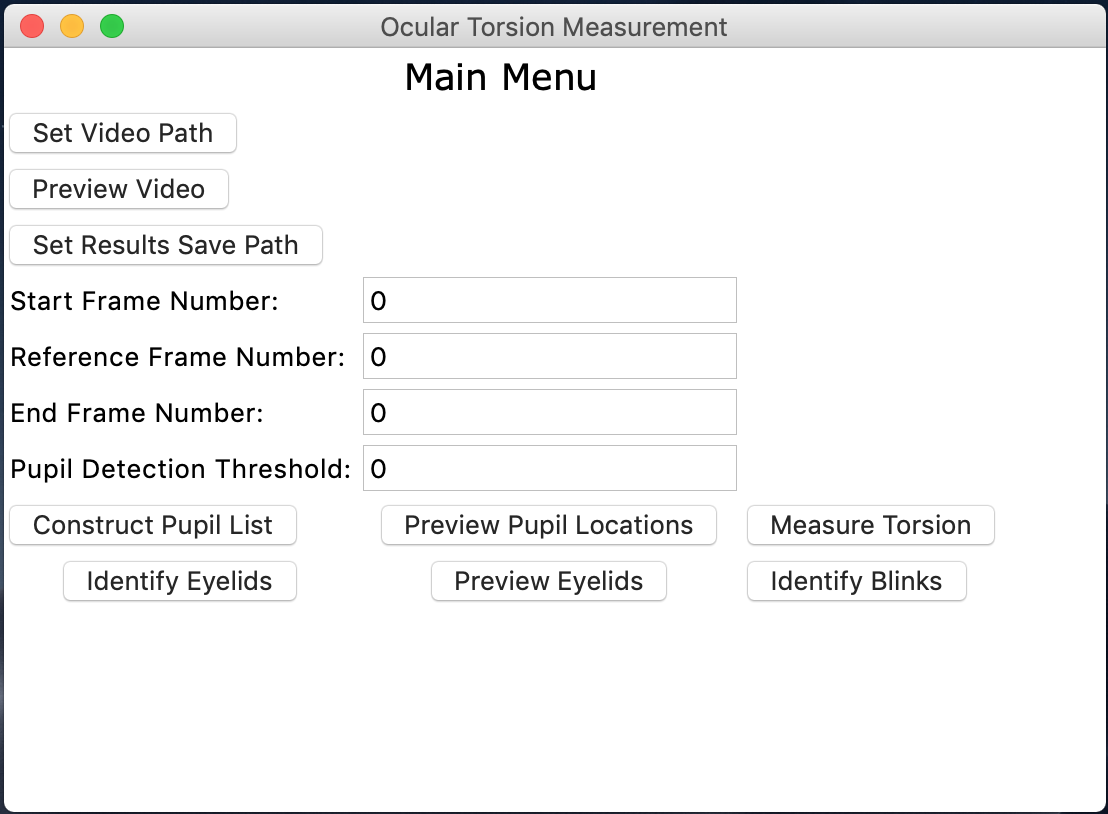 Ocular Torsion Measurement
Main Menu
Set Video Path
Preview Video
Set Results Save Path
Start Frame Number: 0
Reference Frame Number: 0
End Frame Number: 0
Pupil Detection Threshold: 0
Construct Pupil List Preview Pupil Locations Measure Torsion
Identify Eyelids Preview Eyelids Identify Blinks